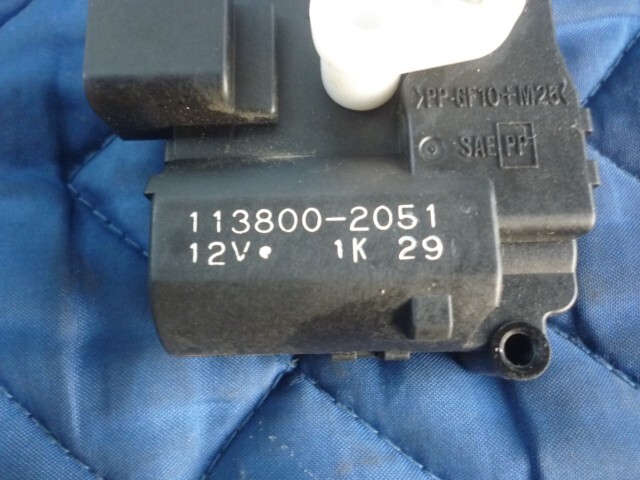 >PP-GF10+M25<
SAE PP
113800-2051
12V• 1K 29